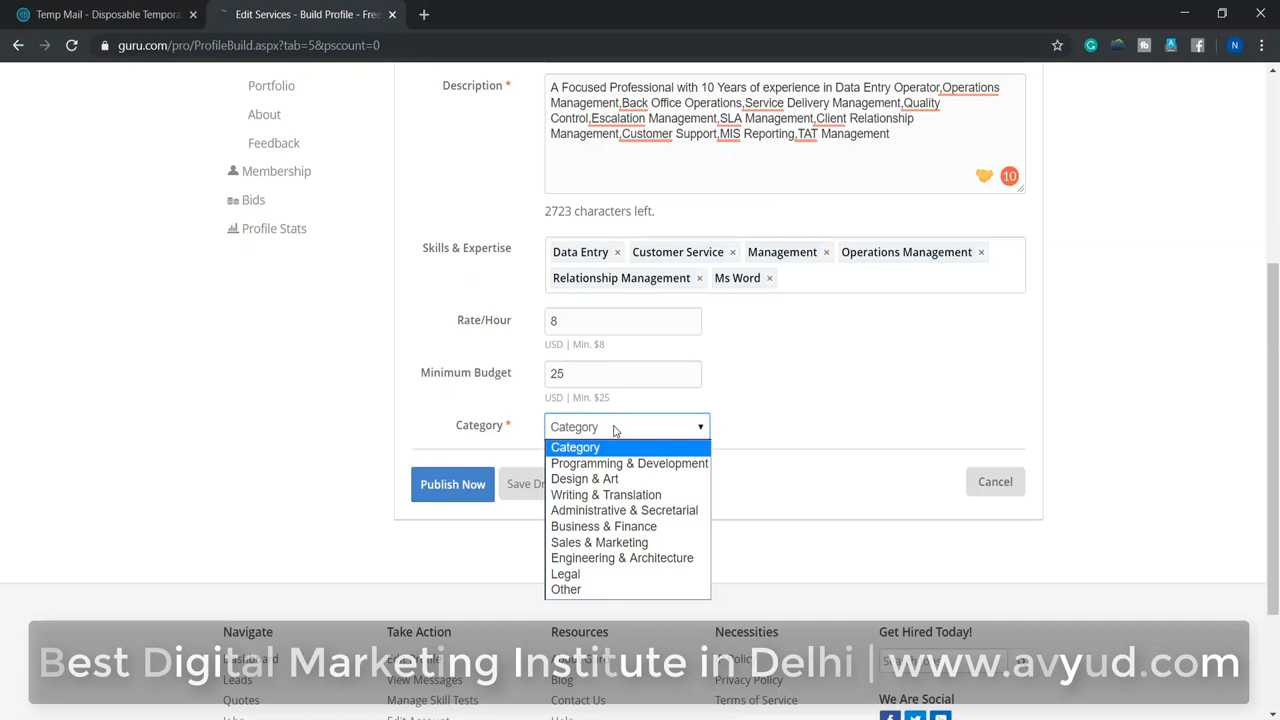 Temp Mail - Disposable Temporar
Edit Services - Build Profile - Free
guru.com/pro/ProfileBuild.aspx?tab=5&pscount=0
N
Portfolio
About
Feedback
Membership
Bids
Profile Stats
Description *
A Focused Professional with 10 Years of experience in Data Entry Operator,Operations
Management,Back Office Operations,Service Delivery Management,Quality
Control,Escalation Management,SLA Management,Client Relationship
Management,Customer Support,MIS Reporting,TAT Management
10
2723 characters left.
Skills & Expertise
Data Entry × Customer Service × Management × Operations Management ×
Relationship Management × Ms Word ×
Rate/Hour
8
USD | Min. $8
Minimum Budget
25
USD | Min. $25
Category *
Category
Category
Programming & Development
Design & Art
Writing & Translation
Administrative & Secretarial
Business & Finance
Sales & Marketing
Engineering & Architecture
Legal
Other
Publish Now
Save Dr
Cancel
Navigate
Take Action
Resources
Necessities
Get Hired Today!
Best Digital Marketing Institute in Delhi | www.avyud.com
Leads
View Messages
Blog
Privacy Policy
We Are Social
Quotes
Manage Skill Tests
Contact Us
Terms of Service